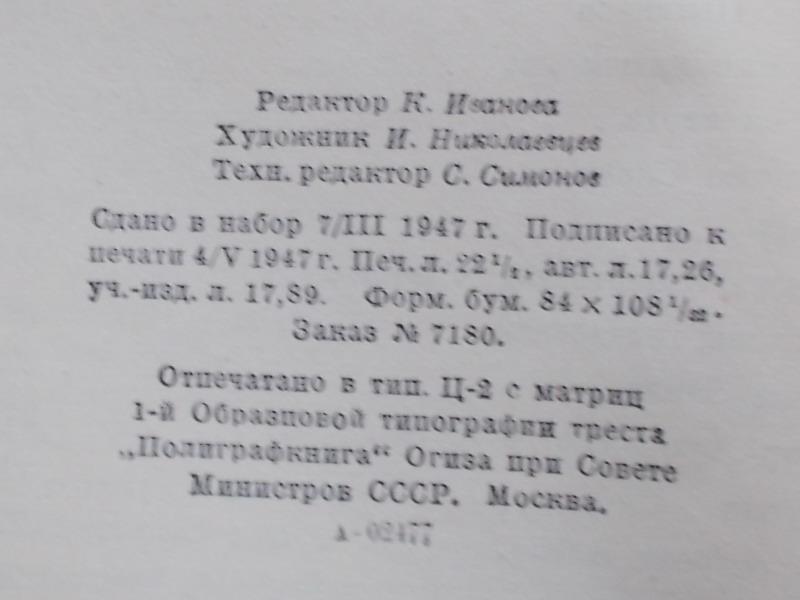 Редактор К. Иванова
Художник И. Николаевцев
Техн. редактор С. Симонов
Сдано в набор 7/III 1947 г. Подписано к
печати 4/V 1947 г. Печ. л. 22 1/2, авт. л. 17,26,
уч.-изд. л. 17,89. Форм. бум. 84 × 108 1/32.
Заказ № 7180.
Отпечатано в тип. Ц-2 с матриц
1-й Образцовой типографии треста
„Полиграфкнига“ Огиза при Совете
Министров СССР. Москва.
А-02477